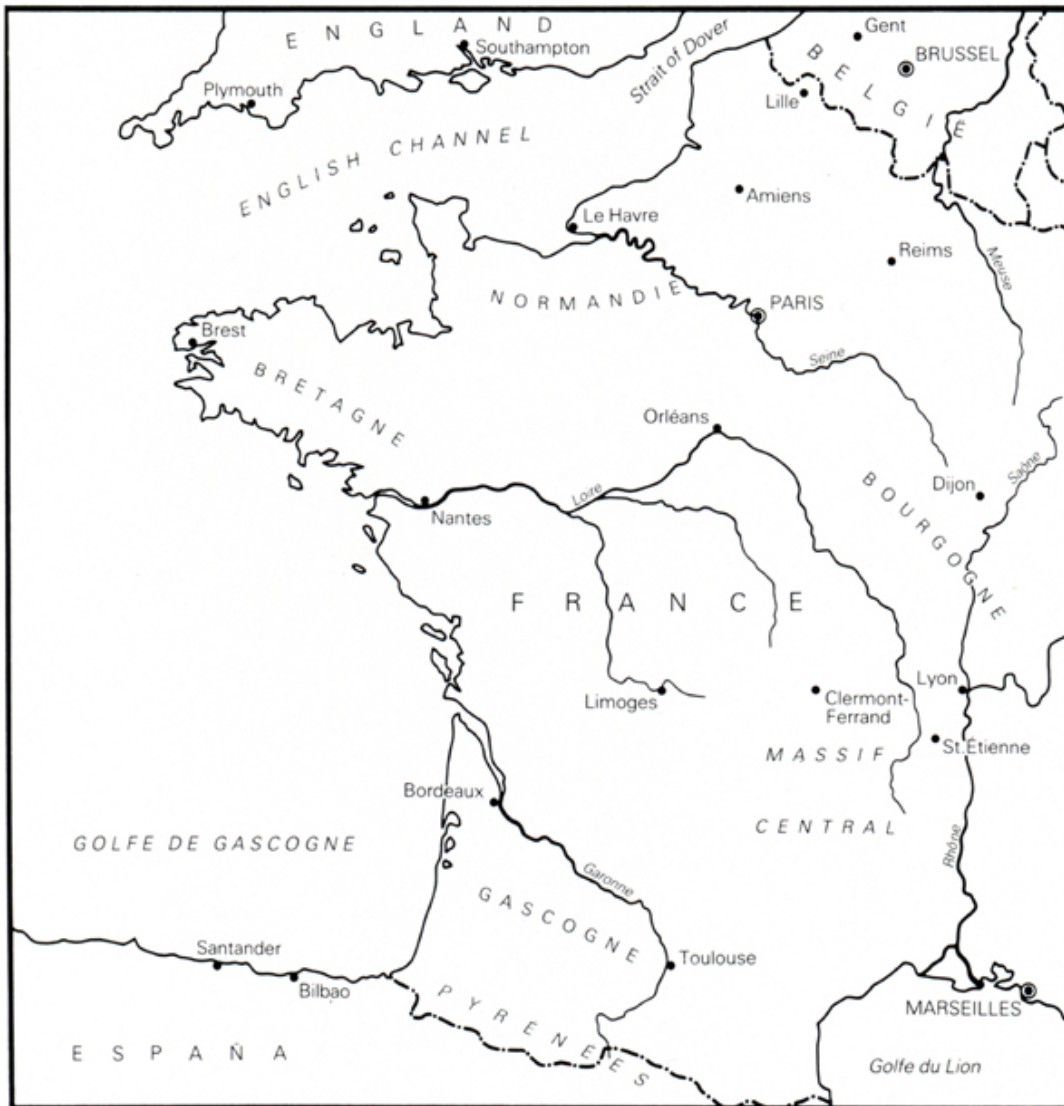 ENGLAND
Southampton
Plymouth
ENGLISH CHANNEL
Strait of Dover
Gent
BRUSSEL
BELGIË
Lille
Amiens
Le Havre
Reims
Meuse
NORMANDIE
PARIS
Seine
Brest
BRETAGNE
Orléans
Loire
Nantes
Dijon
Saône
BOURGOGNE
FRANCE
Limoges
Clermont-
Ferrand
Lyon
St.Étienne
MASSIF
CENTRAL
Bordeaux
GOLFE DE GASCOGNE
Garonne
Rhône
GASCOGNE
Toulouse
Santander
Bilbao
PYRÉNÉES
MARSEILLES
ESPAÑA
Golfe du Lion